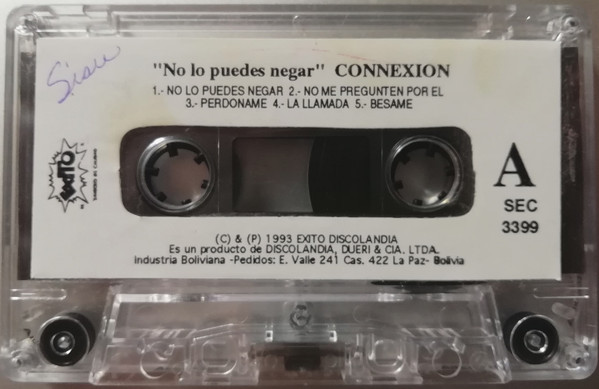 "No lo puedes negar" CONNEXION
1.- NO LO PUEDES NEGAR 2.- NO ME PREGUNTEN POR EL
3.- PERDONAME 4.- LA LLAMADA 5.- BESAME
EXITO
A
SEC
3399
(C) & (P) 1993 EXITO DISCOLANDIA
Es un producto de DISCOLANDIA, DUERI & CIA. LTDA.
Industria Boliviana -Pedidos: E. Valle 241 Cas. 422 La Paz- Bolivia